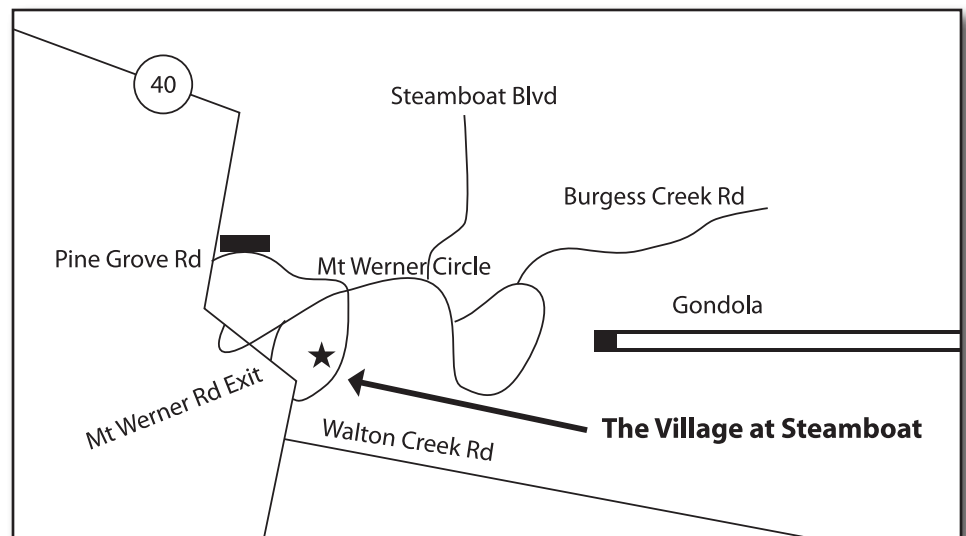 40
Steamboat Blvd
Burgess Creek Rd
Pine Grove Rd
Mt Werner Circle
Gondola
Mt Werner Rd Exit
The Village at Steamboat
Walton Creek Rd